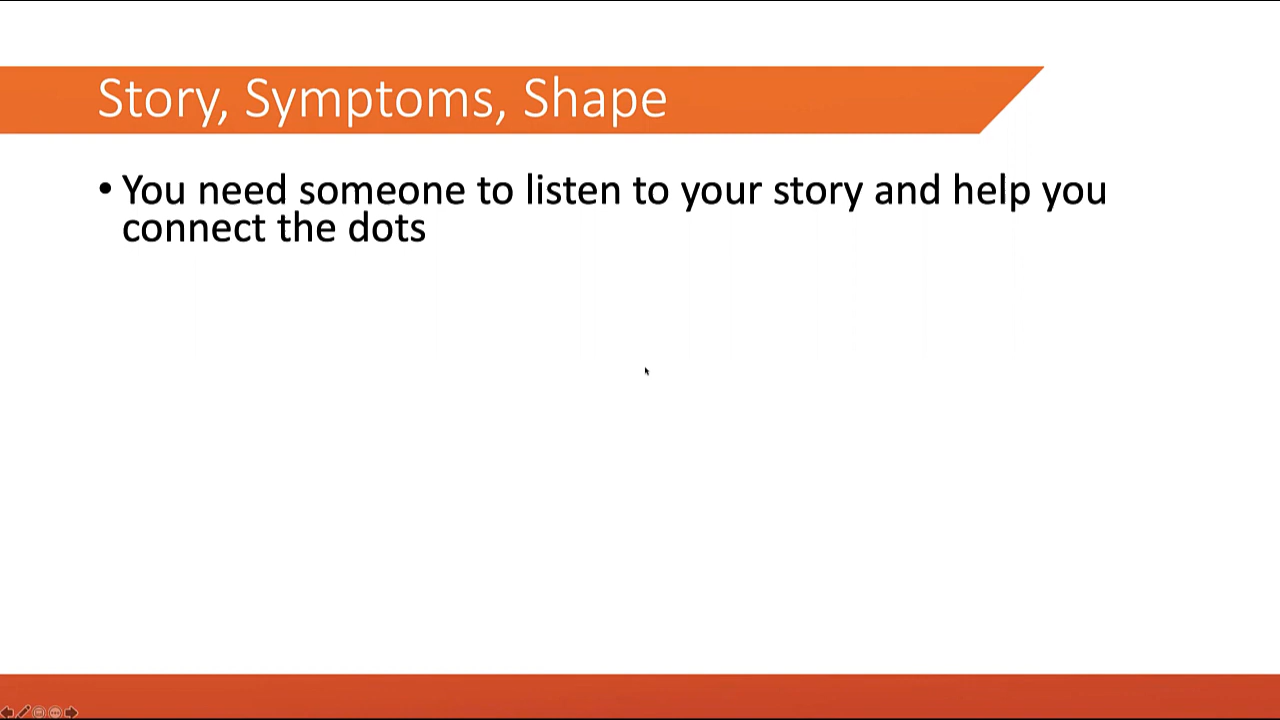 Story, Symptoms, Shape
• You need someone to listen to your story and help you
connect the dots